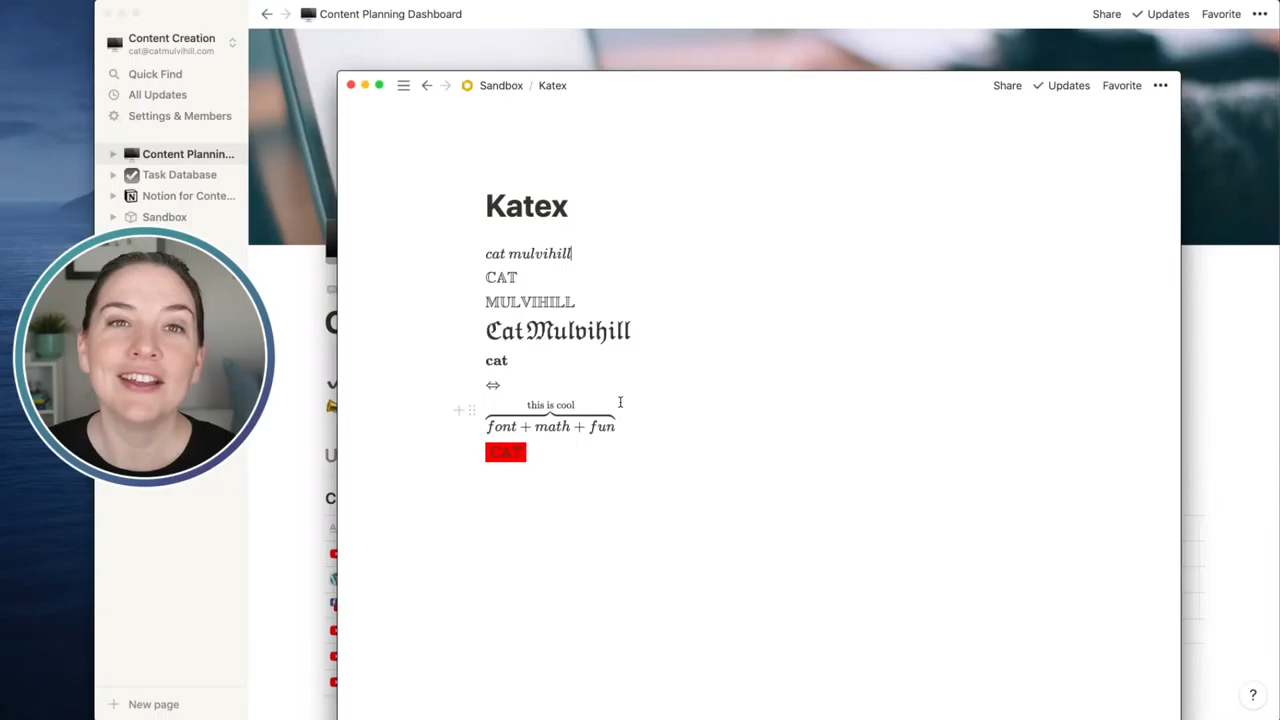 Content Planning Dashboard
Share
Updates
Favorite
Content Creation
cat@catmulvihill.com
Quick Find
All Updates
Settings & Members
Content Plannin...
Task Database
Notion for Conte...
Sandbox
New page
Sandbox / Katex
Share
Updates
Favorite
Katex
cat mulvihill
ℂ𝔸𝕋
𝕄𝕌𝕃𝕍𝕀ℍ𝕀𝕃𝕃
ℭ𝔞𝔱𝔐𝔲𝔩𝔳𝔦𝔥𝔦𝔩𝔩
cat
⇔
this is cool
font + math + fun
CAT
?